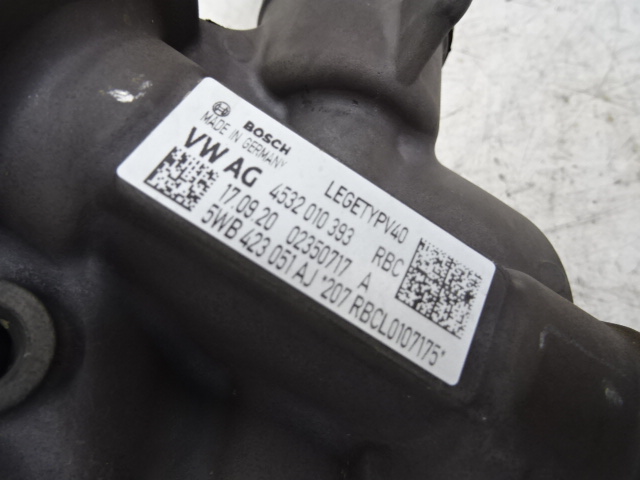 BOSCH
MADE IN GERMANY
VW AG LEGETYPV40
4532 010 393 RBC
17.09.20 02350717 A
5WB 423 051 AJ *207 RBCL0107175*